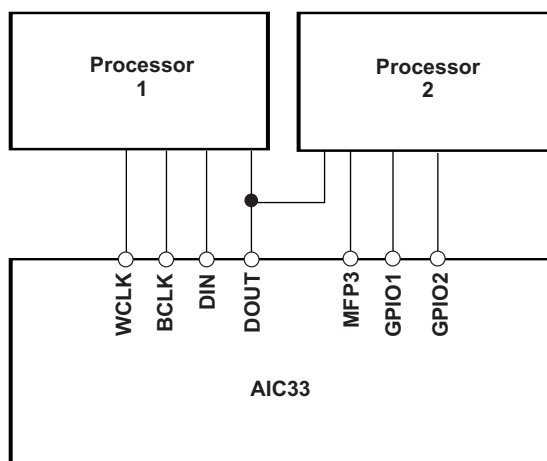 Processor
1
Processor
2
WCLK
BCLK
DIN
DOUT
MFP3
GPIO1
GPIO2
AIC33